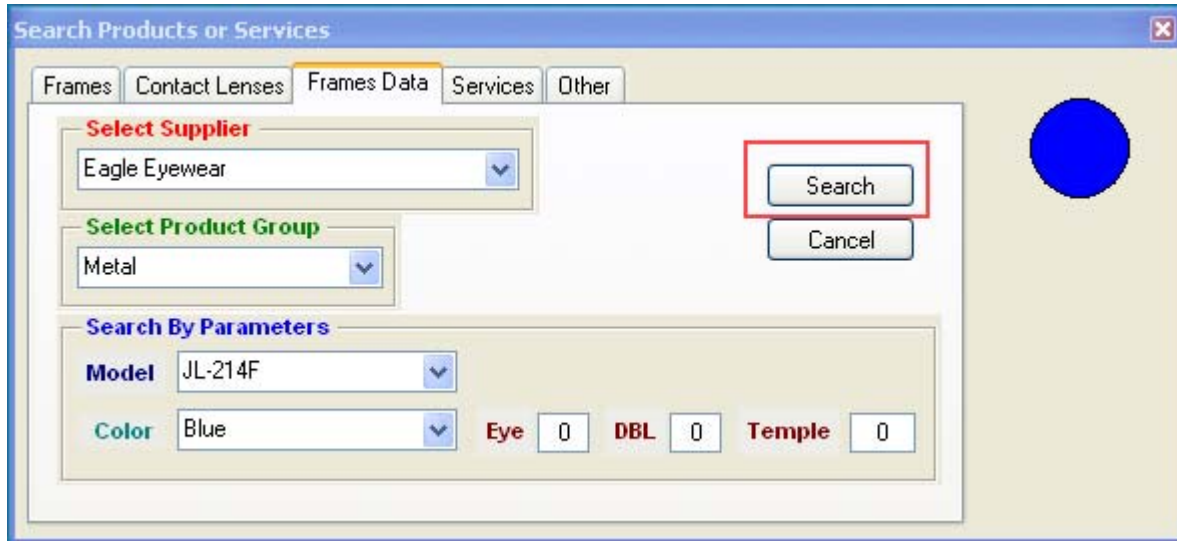 Search Products or Services
Frames Contact Lenses Frames Data Services Other
Select Supplier
Eagle Eyewear
Search
Select Product Group
Cancel
Metal
Search By Parameters
Model JL-214F
Color Blue Eye 0 DBL 0 Temple 0